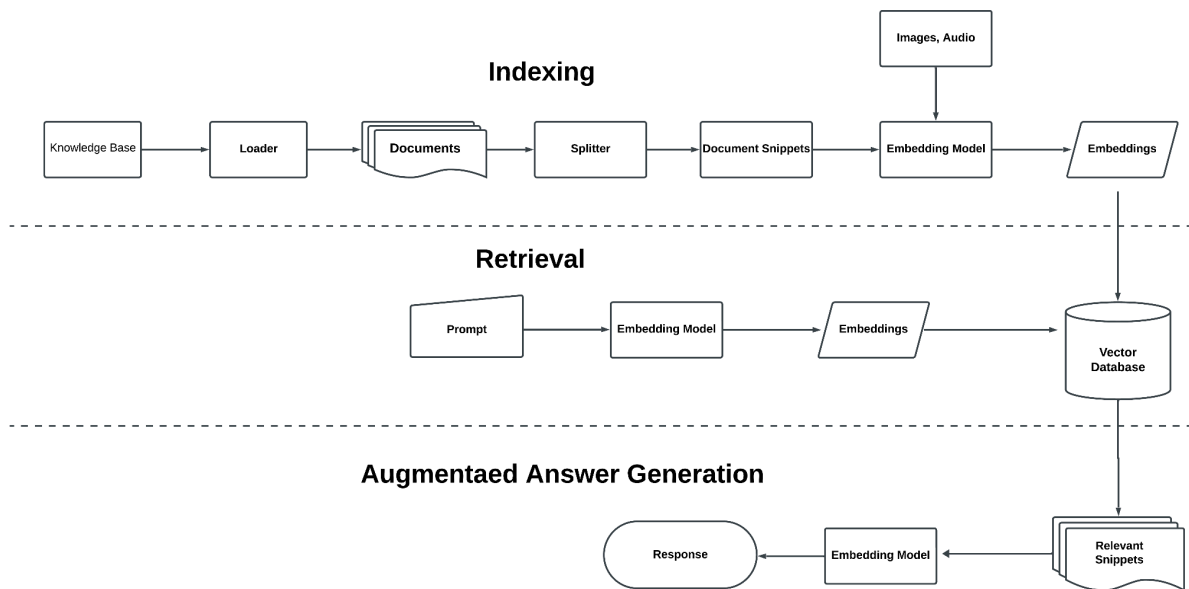 Images, Audio
Indexing
Knowledge Base
Loader
Documents
Splitter
Document Snippets
Embedding Model
Embeddings
Retrieval
Prompt
Embedding Model
Embeddings
Vector
Database
Augmentaed Answer Generation
Response
Embedding Model
Relevant
Snippets